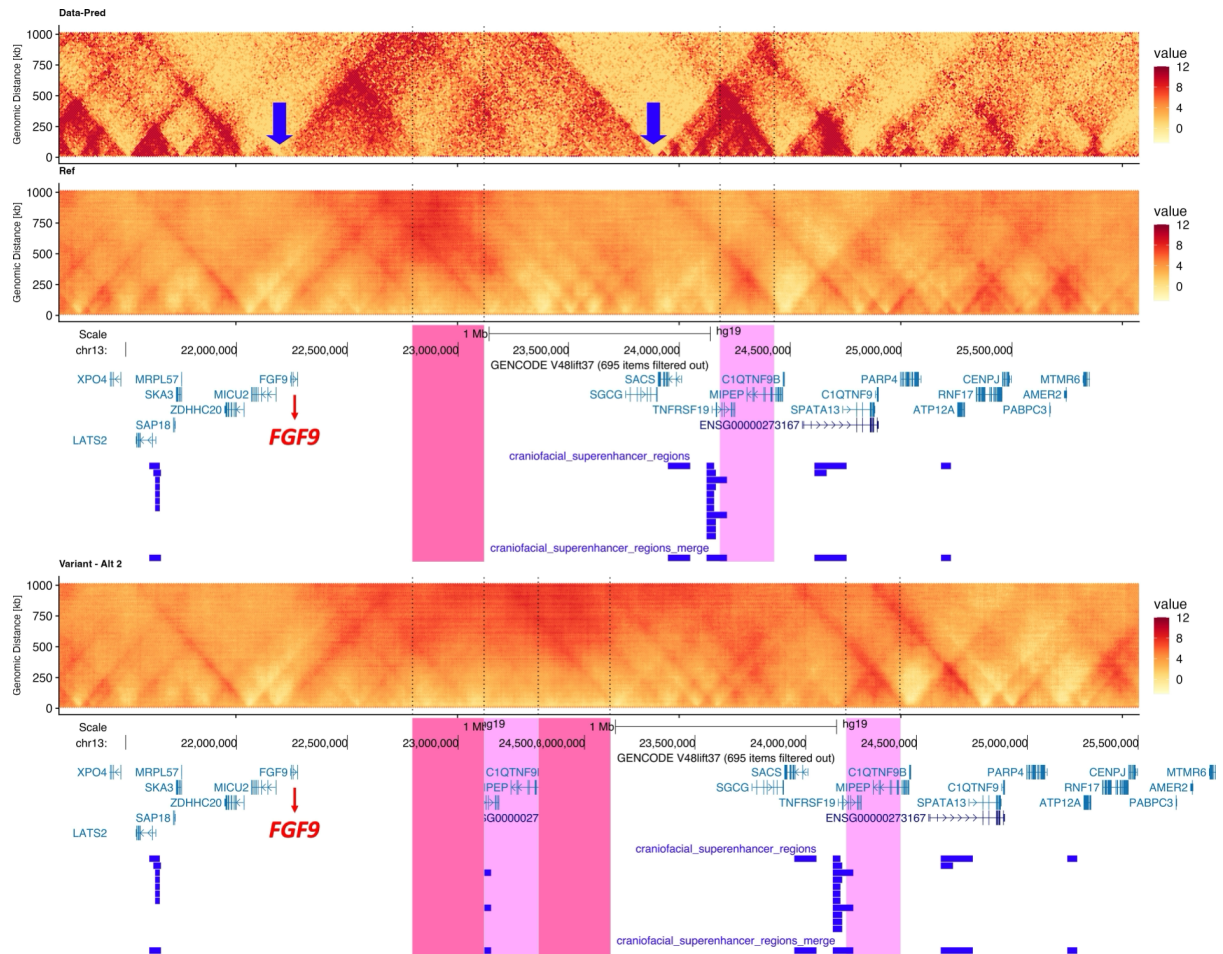 Data-Pred
1000
750
500
250
0
Genomic Distance [kb]
value
12
8
4
0
Ref
1000
750
500
250
0
Genomic Distance [kb]
value
12
8
4
0
Scale 1 Mb hg19
chr13: 22,000,000 22,500,000 23,000,000 23,500,000 24,000,000 24,500,000 25,000,000 25,500,000
GENCODE V48lift37 (695 items filtered out)
XPO4 MRPL57 FGF9 SACS C1QTNF9B PARP4 CENPJ MTMR6
SKA3 MICU2 SGCG MIPEP C1QTNF9 RNF17 AMER2
ZDHHC20 TNFRSF19 SPATA13 ATP12A PABPC3
SAP18 ENSG00000273167
LATS2 FGF9
craniofacial_superenhancer_regions
craniofacial_superenhancer_regions_merge
Variant - Alt 2
1000
750
500
250
0
Genomic Distance [kb]
value
12
8
4
0
Scale 1 M g19 1 Mb hg19
chr13: 22,000,000 22,500,000 23,000,000 24,500, 000,000 23,500,000 24,000,000 24,500,000 25,000,000 25,500,000
GENCODE V48lift37 (695 items filtered out)
XPO4 MRPL57 FGF9 C1QTNF9 SACS C1QTNF9B PARP4 CENPJ MTMR6
SKA3 MICU2 IPEP SGCG MIPEP C1QTNF9 RNF17 AMER2
ZDHHC20 TNFRSF19 SPATA13 ATP12A PABPC3
SAP18 G0000027 ENSG00000273167
LATS2 FGF9
craniofacial_superenhancer_regions
craniofacial_superenhancer_regions_merge